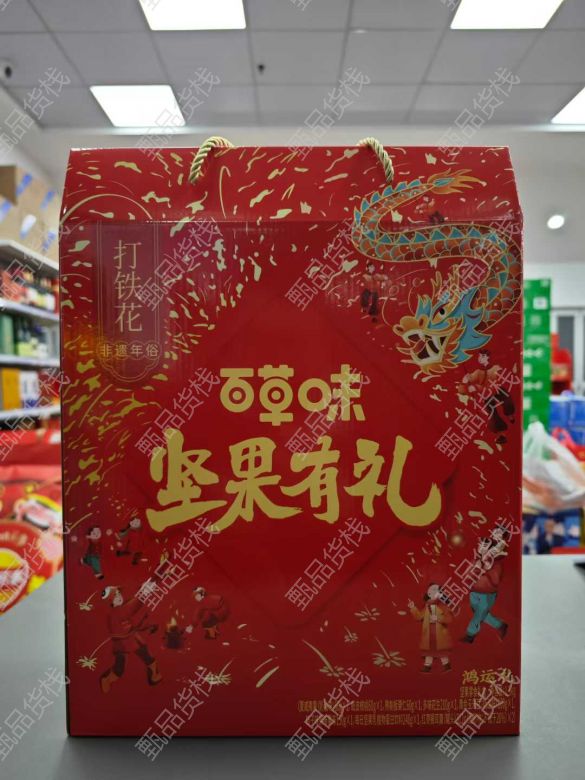 打铁花
非遗年俗
百草味
坚果有礼
鸿运礼
甄品货栈